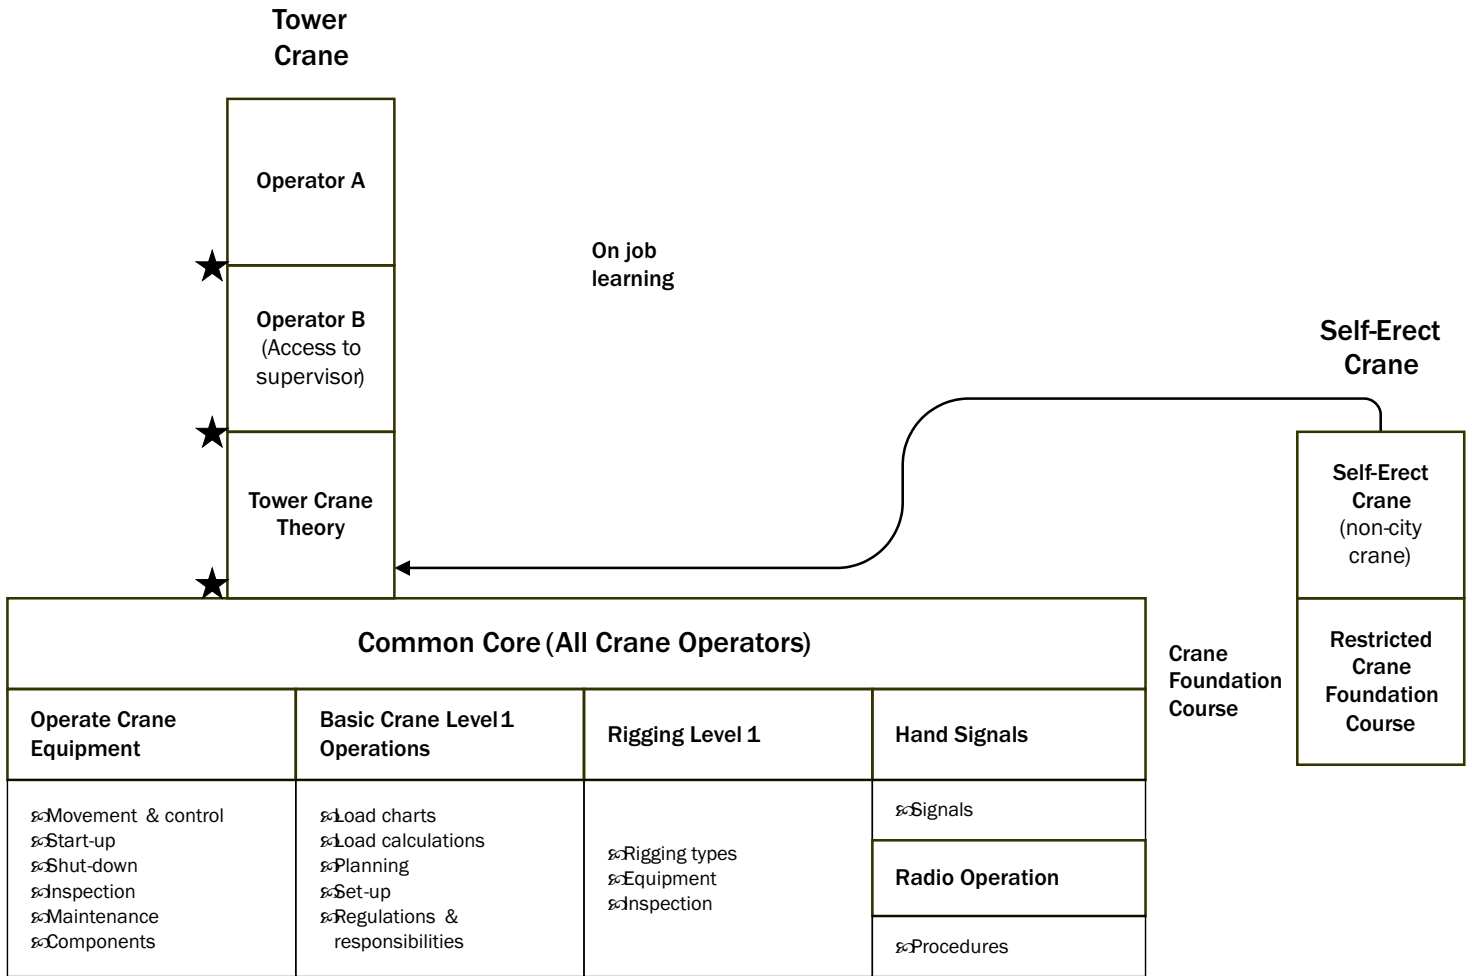 Tower
Crane
Operator A
On job
learning
Operator B
(Access to
supervisor)
Self-Erect
Crane
Tower Crane
Theory
Self-Erect
Crane
(non-city
crane)
Common Core (All Crane Operators)
Crane
Foundation
Course
Restricted
Crane
Foundation
Course
Operate Crane
Equipment
Basic Crane Level 1
Operations
Rigging Level 1
Hand Signals
Movement & control
Start-up
Shut-down
Inspection
Maintenance
Components
Load charts
Load calculations
Planning
Set-up
Regulations &
responsibilities
Rigging types
Equipment
Inspection
Signals
Radio Operation
Procedures